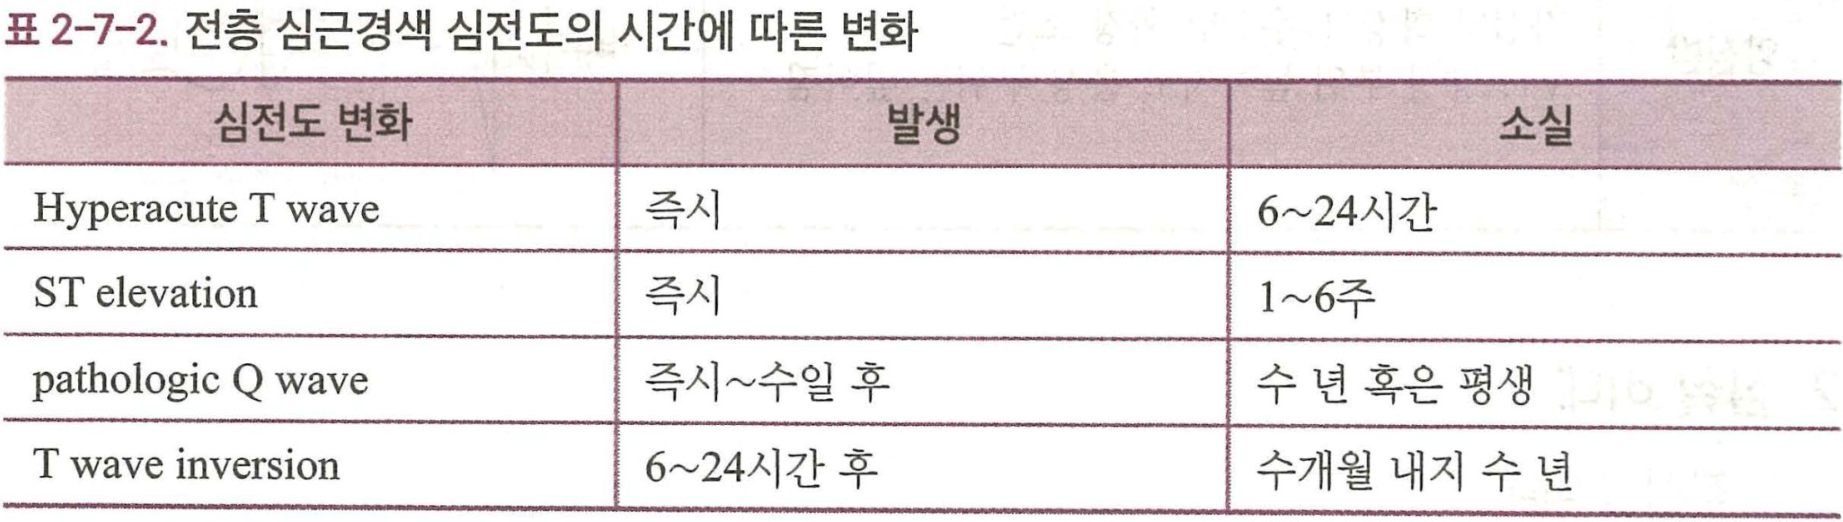 표 2-7-2. 전층 심근경색 심전도의 시간에 따른 변화
심전도 변화 발생 소실
Hyperacute T wave 즉시 6~24시간
ST elevation 즉시 1~6주
pathologic Q wave 즉시~수일 후 수 년 혹은 평생
T wave inversion 6~24시간 후 수개월 내지 수 년